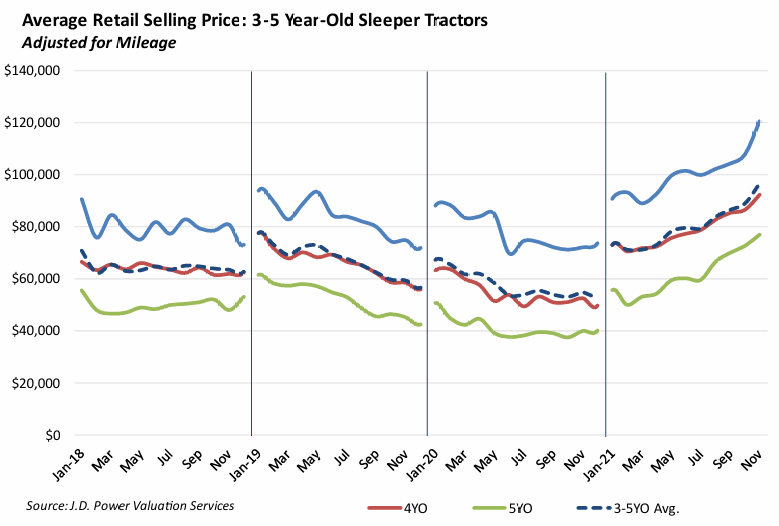 Average Retail Selling Price: 3-5 Year-Old Sleeper Tractors
Adjusted for Mileage
$140,000
$120,000
$100,000
$80,000
$60,000
$40,000
$20,000
$0
Jan-18 Mar May Jul Sep Nov Jan-19 Mar May Jul Sep Nov Jan-20 Mar May Jul Sep Nov Jan-21 Mar May Jul Sep Nov
Source: J.D. Power Valuation Services
4YO 5YO 3-5YO Avg.